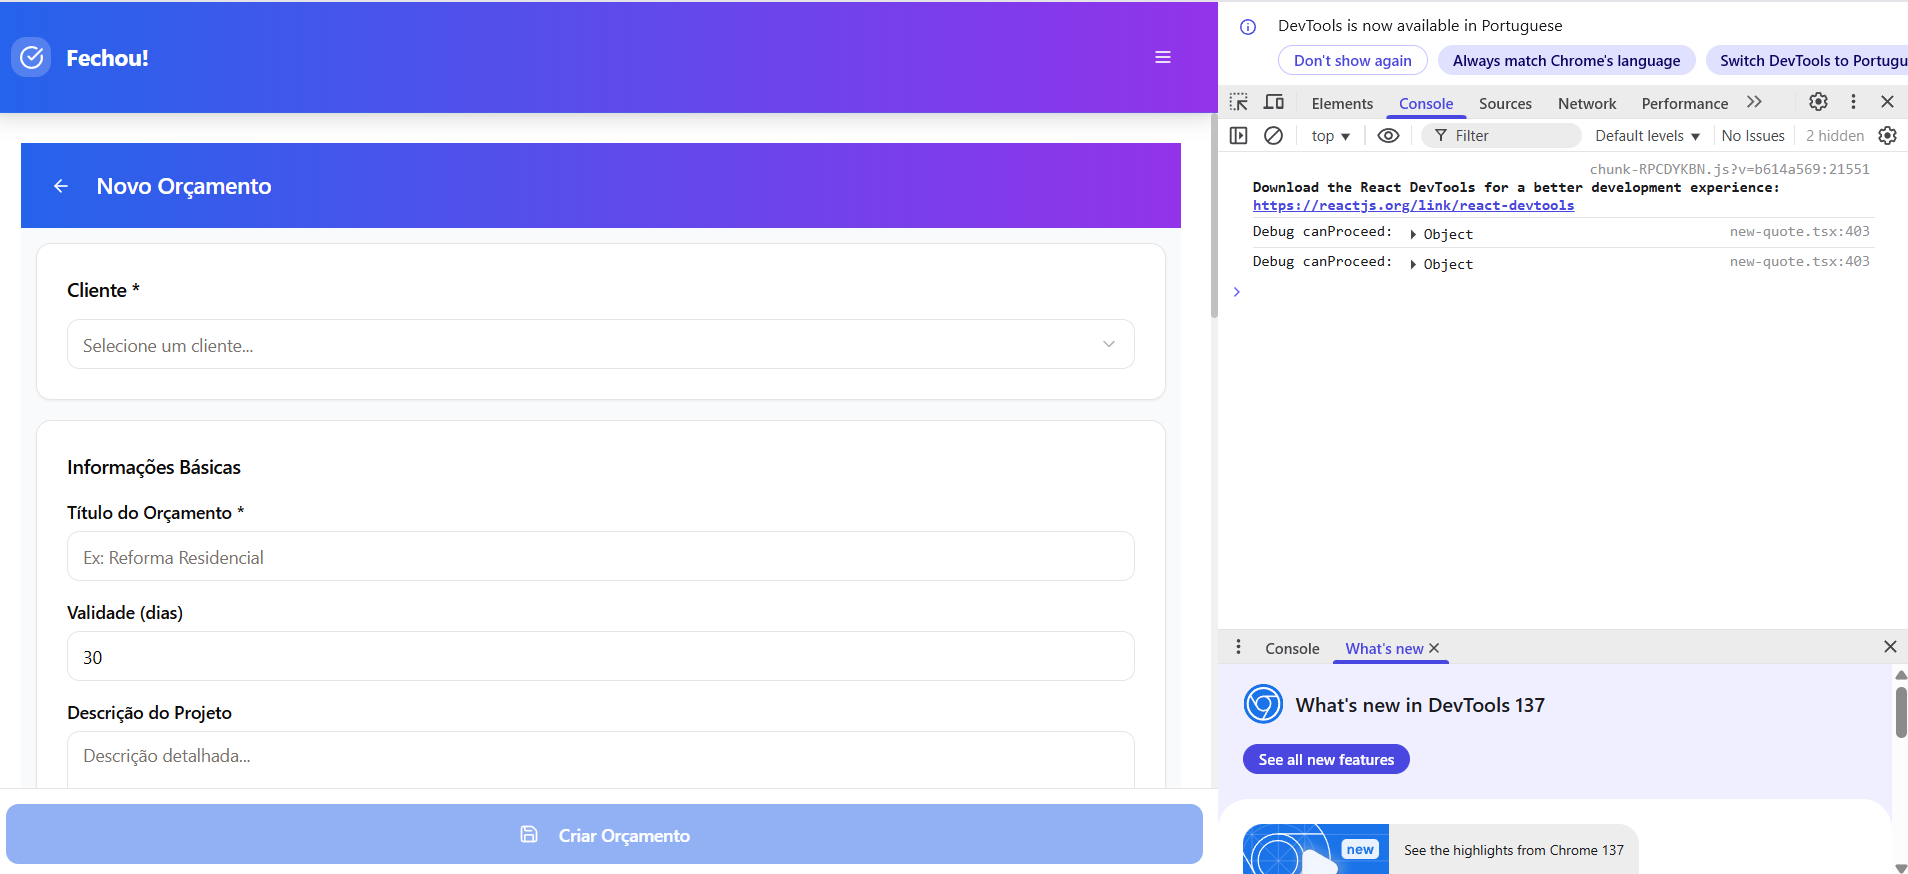 Fechou!
Novo Orçamento
Cliente *
Selecione um cliente...
Informações Básicas
Título do Orçamento *
Ex: Reforma Residencial
Validade (dias)
30
Descrição do Projeto
Descrição detalhada...
Criar Orçamento
DevTools is now available in Portuguese
Don't show again
Always match Chrome's language
Switch DevTools to Portugu
Elements
Console
Sources
Network
Performance
top
Filter
Default levels
No Issues
2 hidden
chunk-RPCDYKBN.js?v=b614a569:21551
Download the React DevTools for a better development experience:
https://reactjs.org/link/react-devtools
Debug canProceed: Object new-quote.tsx:403
Debug canProceed: Object new-quote.tsx:403
Console
What's new
What's new in DevTools 137
See all new features
new
See the highlights from Chrome 137